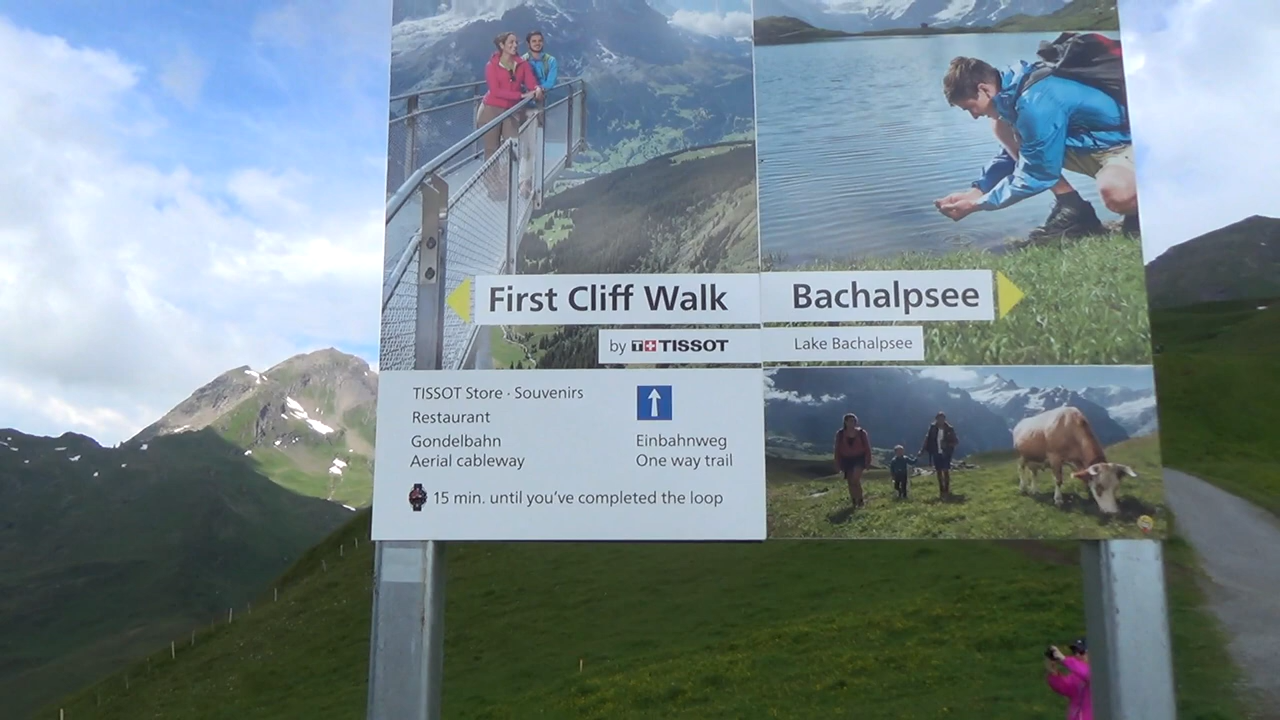 First Cliff Walk
by TISSOT
Bachalpsee
Lake Bachalpsee
TISSOT Store · Souvenirs
Restaurant
Gondelbahn
Aerial cableway
Einbahnweg
One way trail
15 min. until you've completed the loop